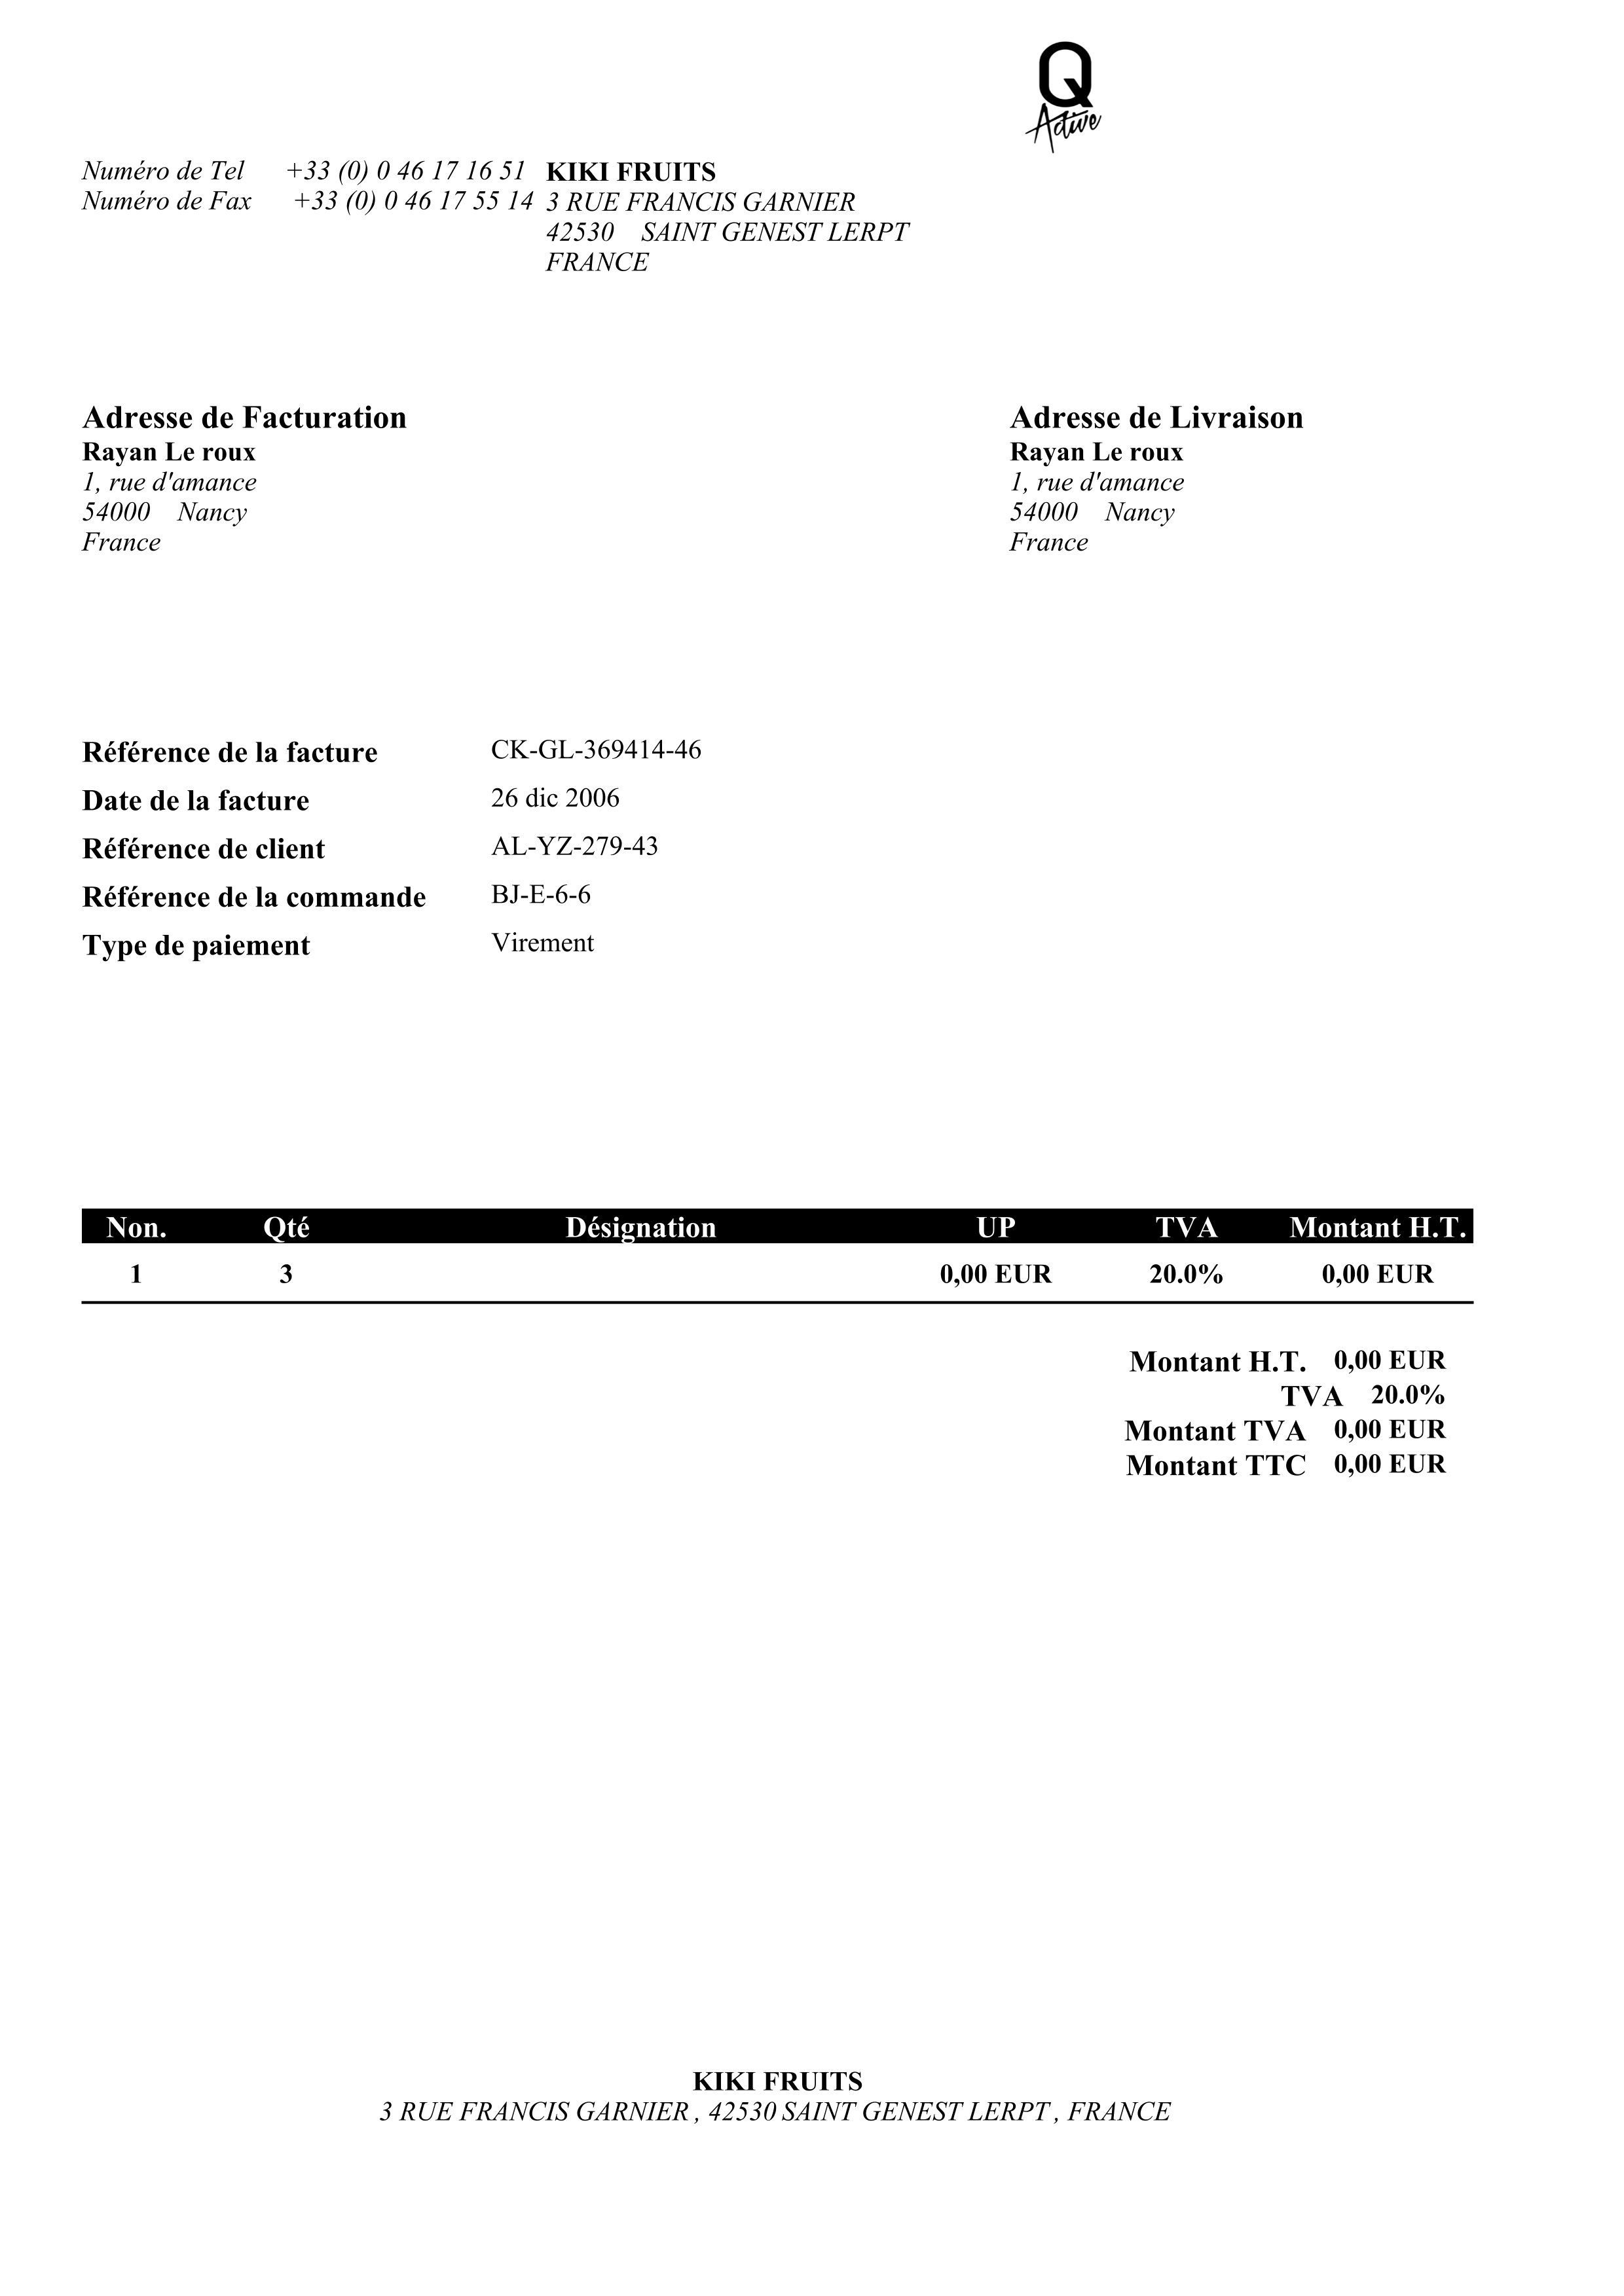 Q
Active
Numéro de Tel +33 (0) 0 46 17 16 51
Numéro de Fax +33 (0) 0 46 17 55 14
KIKI FRUITS
3 RUE FRANCIS GARNIER
42530 SAINT GENEST LERPT
FRANCE
Adresse de Facturation
Rayan Le roux
1, rue d'amance
54000 Nancy
France
Adresse de Livraison
Rayan Le roux
1, rue d'amance
54000 Nancy
France
Référence de la facture CK-GL-369414-46
Date de la facture 26 dic 2006
Référence de client AL-YZ-279-43
Référence de la commande BJ-E-6-6
Type de paiement Virement
Non. Qté Désignation UP TVA Montant H.T.
1 3 0,00 EUR 20.0% 0,00 EUR
Montant H.T. 0,00 EUR
TVA 20.0%
Montant TVA 0,00 EUR
Montant TTC 0,00 EUR
KIKI FRUITS
3 RUE FRANCIS GARNIER , 42530 SAINT GENEST LERPT , FRANCE